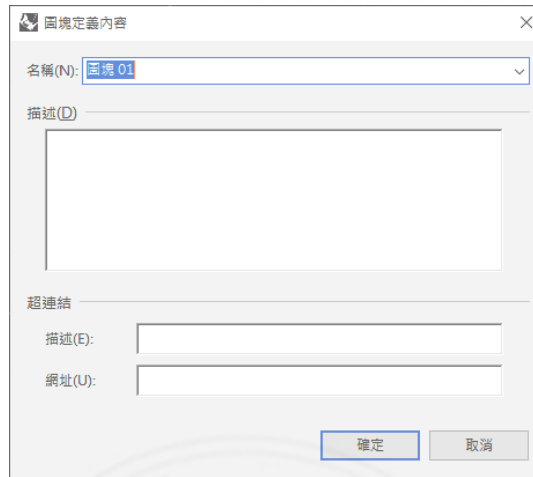 圖塊定義內容
名稱(N): 圖塊 01
描述(D)
超連結
描述(E):
網址(U):
確定 取消